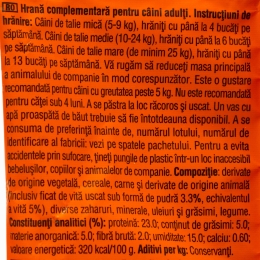 RO Hrană complementară pentru câini adulţi. Instrucţiuni de
hrănire: Câini de talie mică (5-9 kg), hrăniţi cu până la 4 bucăţi pe
săptămână. Câini de talie medie (10-24 kg), hrăniţi cu până la 6 bucăţi
pe săptămână. Câini de talie mare (de minim 25 kg), hrăniţi cu până
la 13 bucăţi pe săptămână. Vă rugăm să reduceţi masa principală
a animalului de companie în mod corespunzător. Este o gustare
recomandată pentru câini cu greutatea peste 5 kg. Nu este recomandat
pentru căţei sub 4 luni. A se păstra la loc răcoros şi uscat. Un vas cu
apă proaspătă de băut trebuie să fie întotdeauna disponibil. A se
consuma de preferinţă înainte de, numărul lotului, numărul de
identificare al fabricii: vezi pe spatele pachetului. Pentru a evita
accidentele prin sufocare, ţineţi pungile de plastic într-un loc inaccesibil
bebeluşilor, copiilor şi animalelor de companie. Compoziţie: derivate
de origine vegetală, cereale, carne şi derivate de origine animală
(inclusiv ficat de vită uscat sub formă de pudră 3.3%, echivalentul
a vită 5%), diverse zaharuri, minerale, uleiuri şi grăsimi, legume.
Constituenţi analitici (%): proteine: 23.0; conţinut de grăsimi: 5.0;
materie anorganică: 5.0; fibră brută: 2.0; umiditate: 15.0; calciu: 0.60;
valoare energetică: 320 kcal/100 g. Aditivi per kg: Conservanţi.